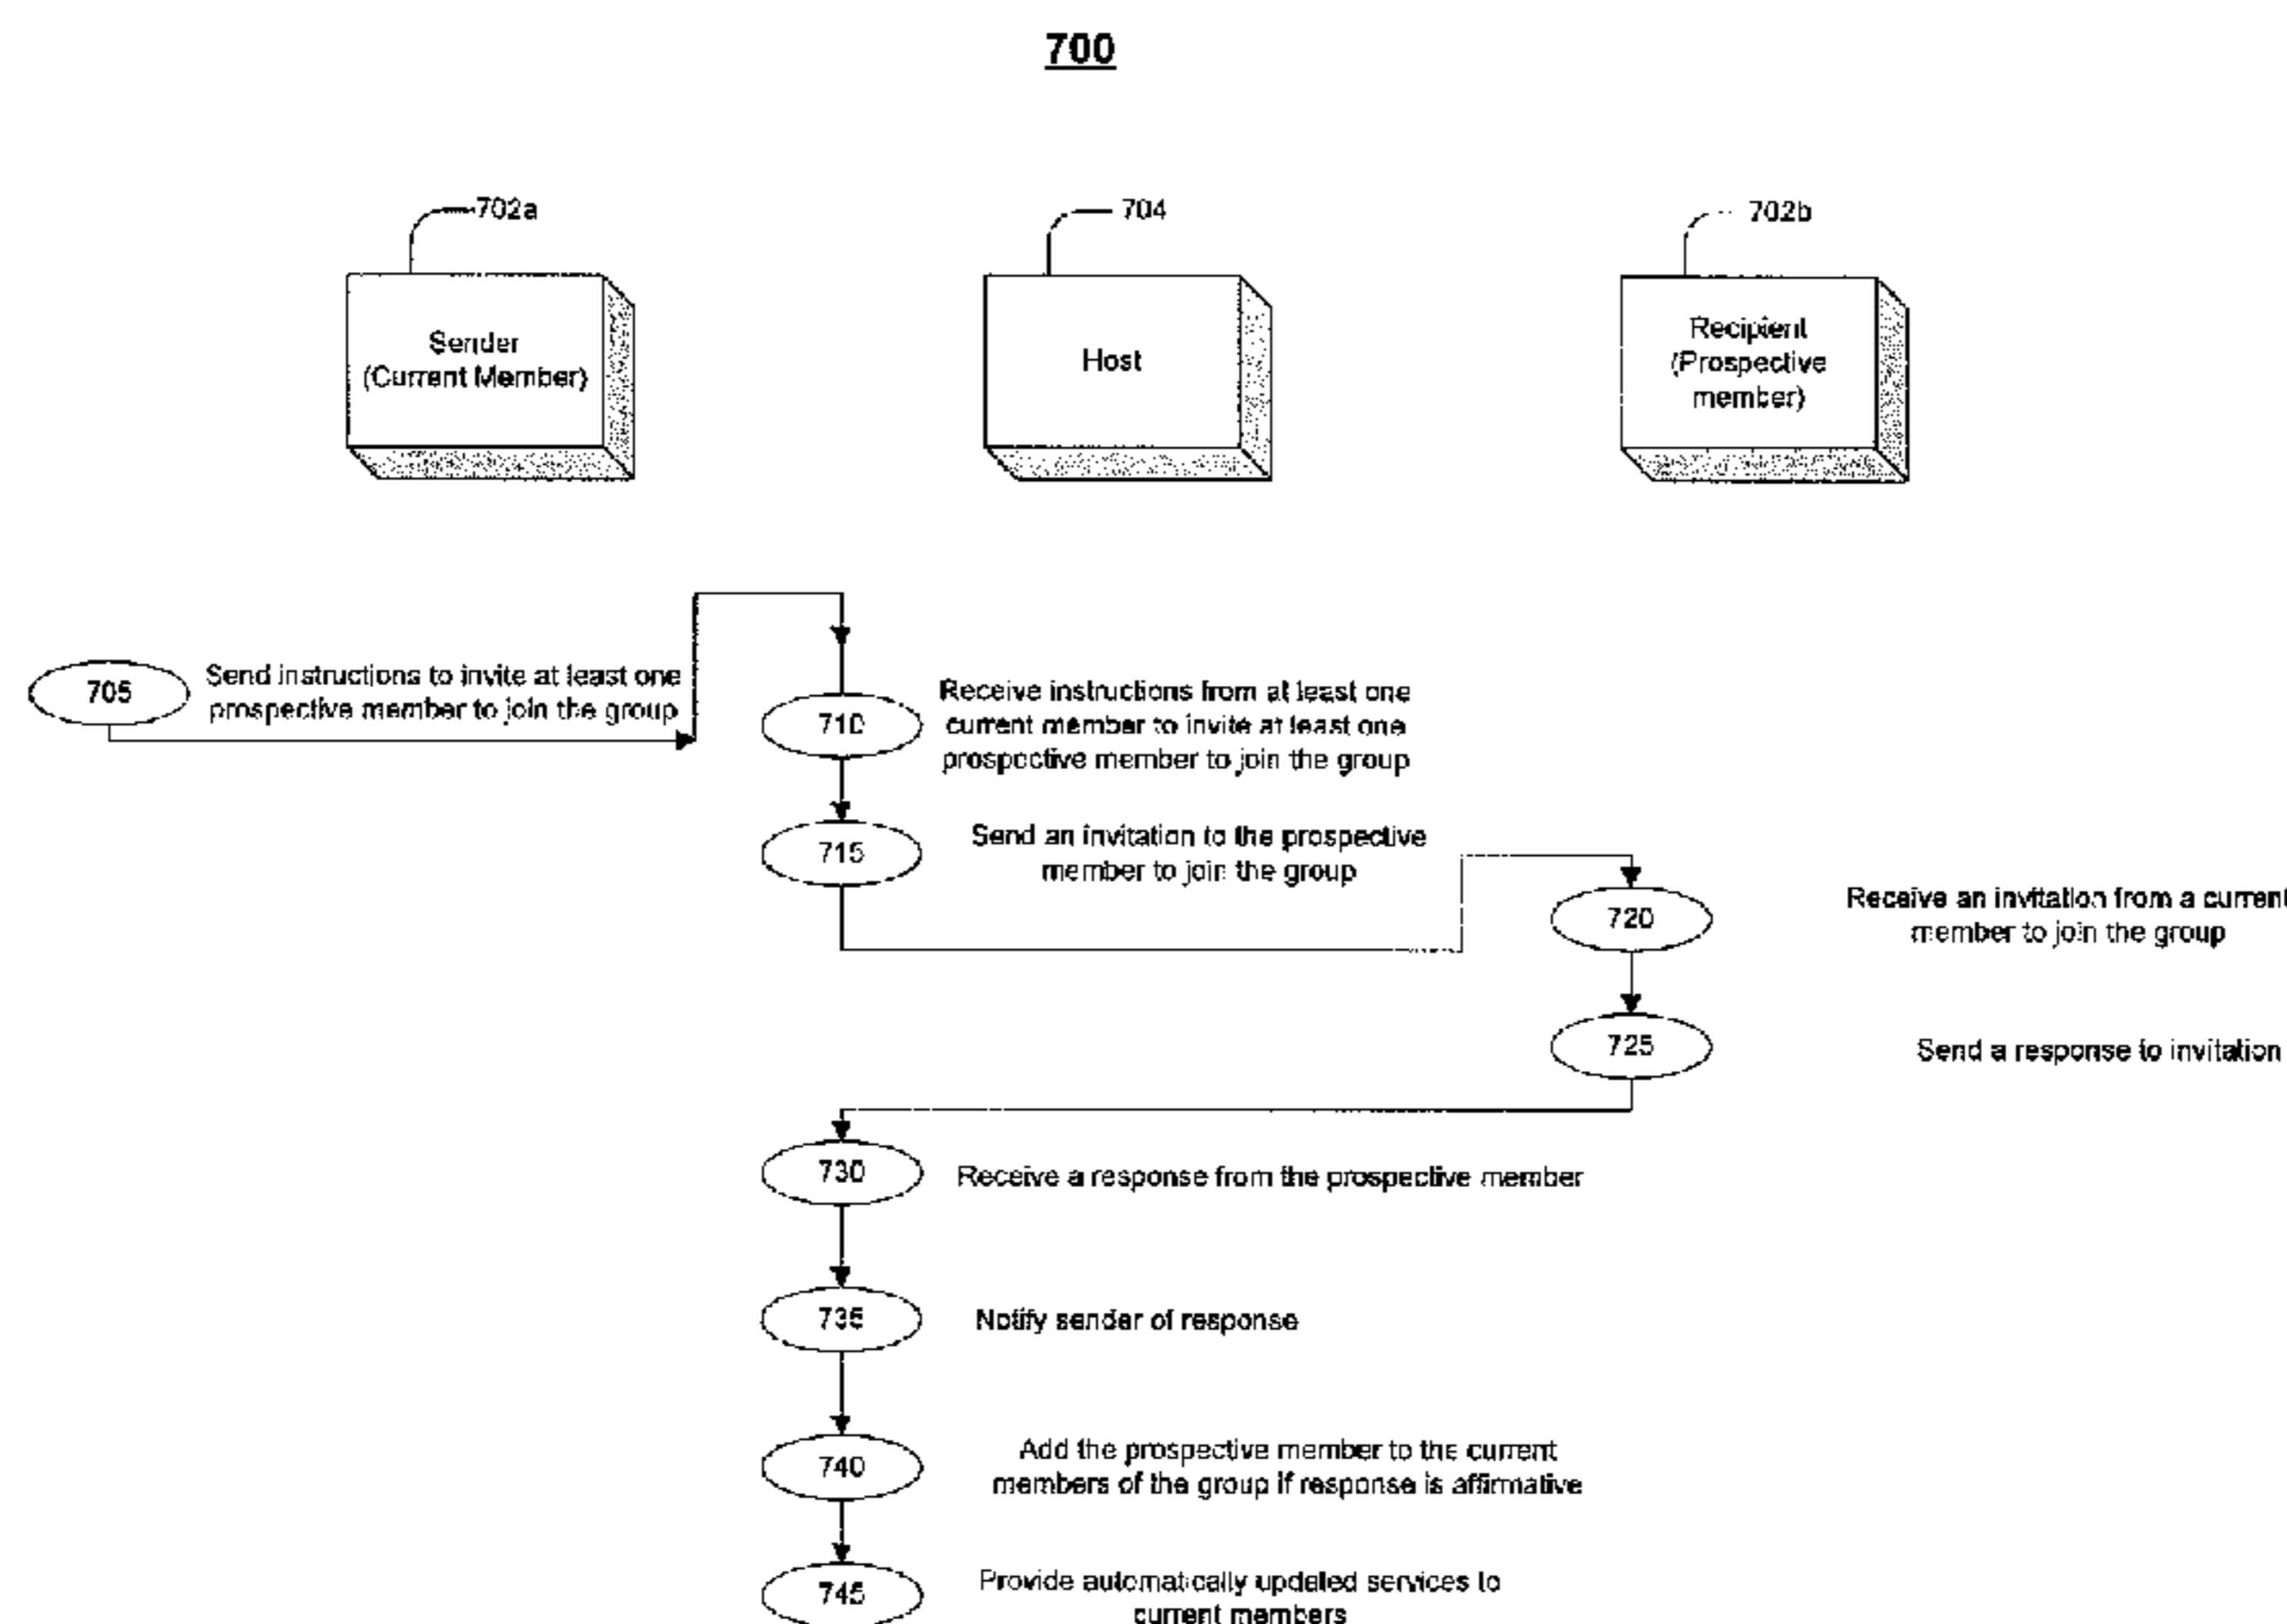 700
702a
704
702b
Sender
(Current Member)
Host
Recipient
(Prospective
member)
705
Send instructions to invite at least one
prospective member to join the group
710
Receive instructions from at least one
current member to invite at least one
prospective member to join the group
715
Send an invitation to the prospective
member to join the group
720
Receive an invitation from a current
member to join the group
725
Send a response to invitation
730
Receive a response from the prospective member
735
Notify sender of response
740
Add the prospective member to the current
members of the group if response is affirmative
745
Provide automatically updated services to
current members